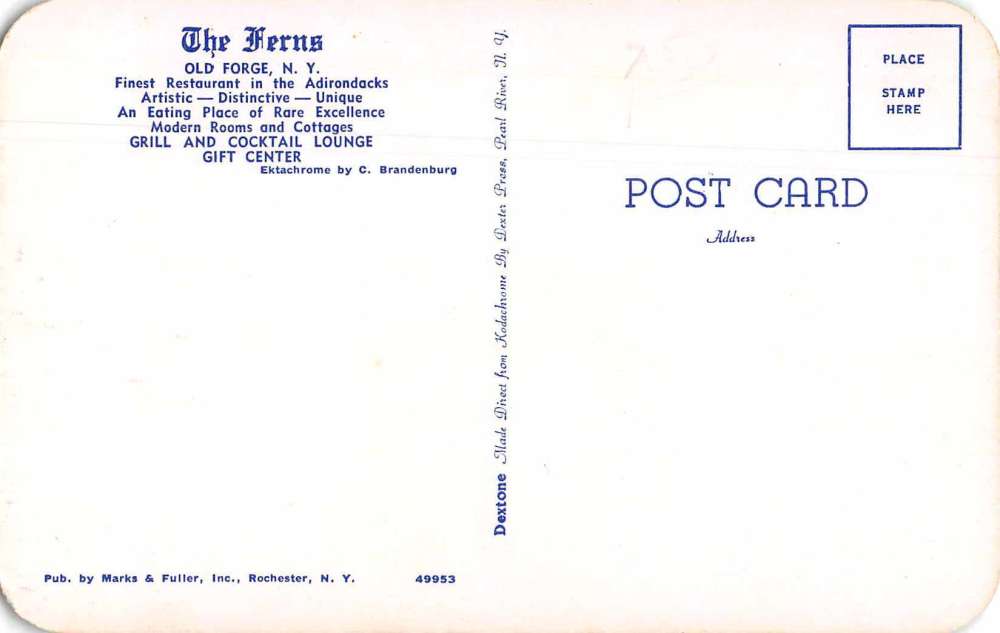 The Ferns
OLD FORGE, N. Y.
Finest Restaurant in the Adirondacks
Artistic — Distinctive — Unique
An Eating Place of Rare Excellence
Modern Rooms and Cottages
GRILL AND COCKTAIL LOUNGE
GIFT CENTER
Ektachrome by C. Brandenburg
Pub. by Marks & Fuller, Inc., Rochester, N. Y. 49953
Dextone Made Direct from Kodachrome By Dexter Press, Pearl River, N. Y.
PLACE
STAMP
HERE
POST CARD
Address